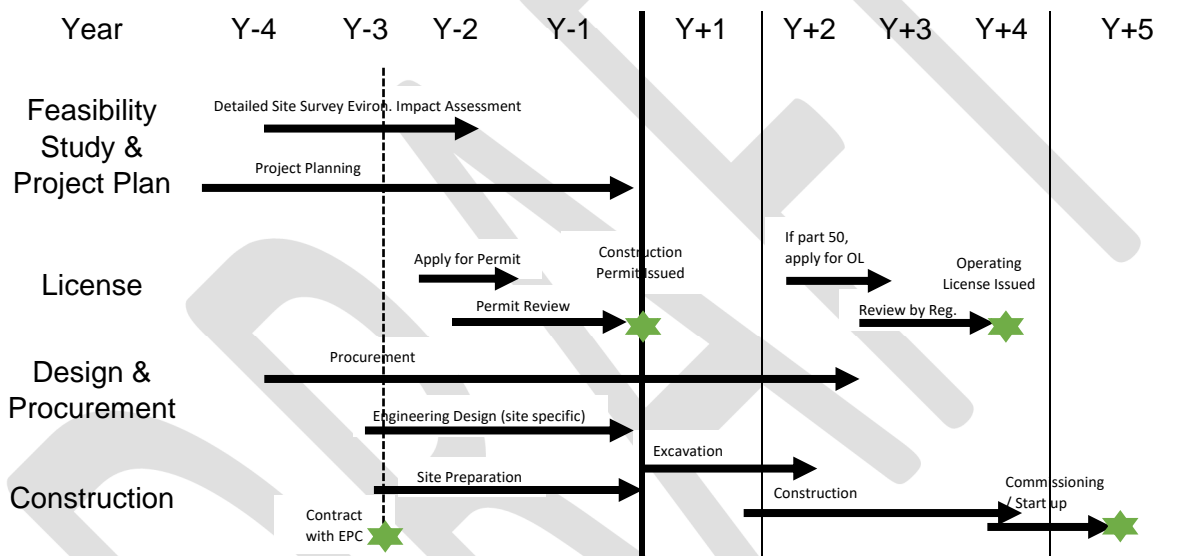 Year Y-4 Y-3 Y-2 Y-1 Y+1 Y+2 Y+3 Y+4 Y+5
Feasibility
Study &
Project Plan
Detailed Site Survey Eviron. Impact Assessment
Project Planning
License
Apply for Permit
Permit Review
Construction
Permit Issued
If part 50,
apply for OL
Review by Reg.
Operating
License Issued
Design &
Procurement
Procurement
Engineering Design (site specific)
Construction
Excavation
Site Preparation
Construction
Commissioning
/ Start up
Contract
with EPC
DRAFT